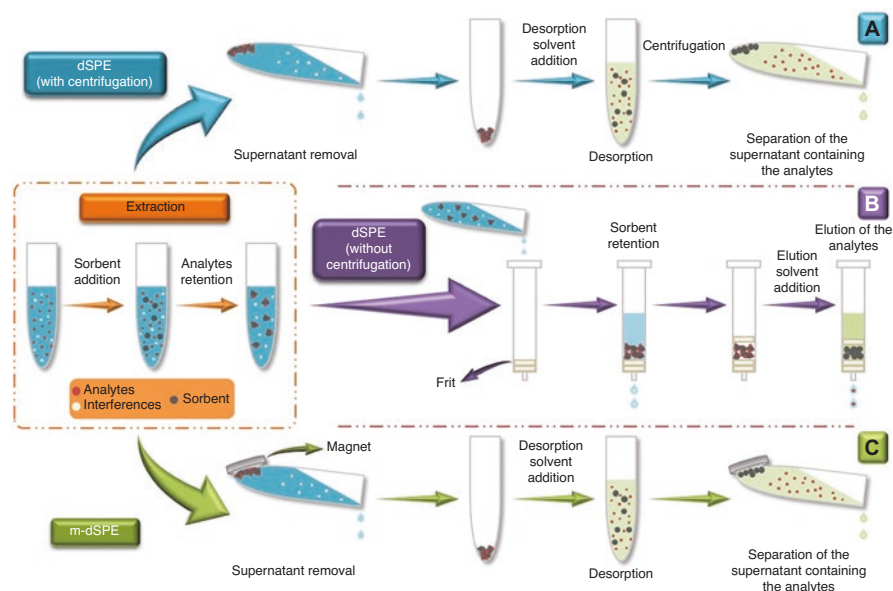 A
dSPE
(with centrifugation)
Supernatant removal
Desorption
solvent
addition
Desorption
Centrifugation
Separation of the
supernatant containing
the analytes
Extraction
Sorbent
addition
Analytes
retention
Analytes
Interferences
Sorbent
B
dSPE
(without
centrifugation)
Frit
Sorbent
retention
Elution
solvent
addition
Elution of the
analytes
C
m-dSPE
Magnet
Supernatant removal
Desorption
solvent
addition
Desorption
Separation of the
supernatant containing
the analytes